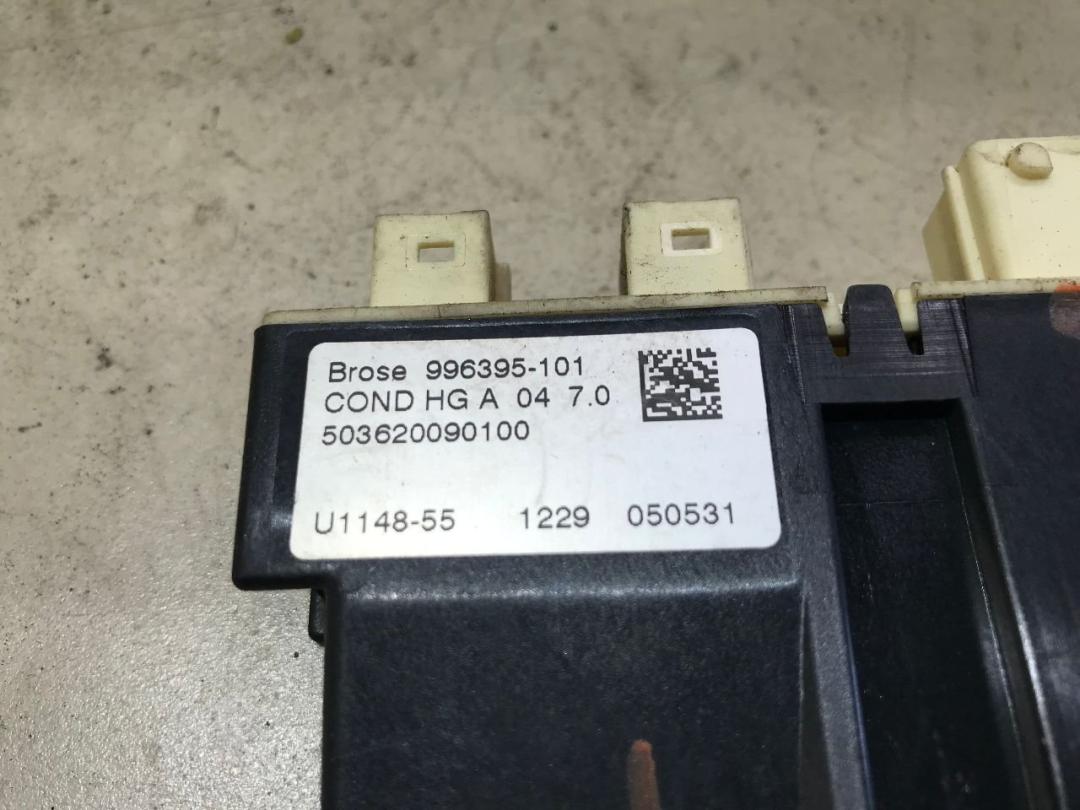 Brose 996395-101
COND HG A 04 7.0
503620090100
U1148-55 1229 050531